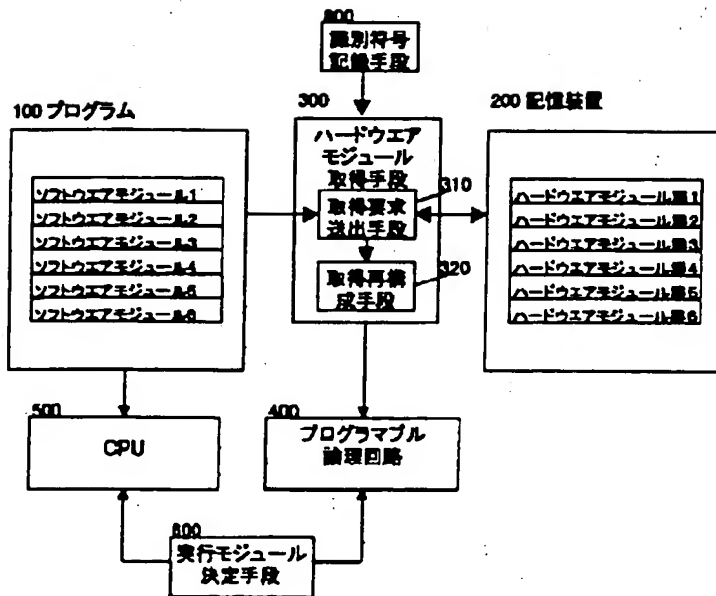 800
識別符号
記録手段
100 プログラム
ソフトウエアモジュール1
ソフトウエアモジュール2
ソフトウエアモジュール3
ソフトウエアモジュール4
ソフトウエアモジュール5
ソフトウエアモジュール6
300
ハードウエア
モジュール
取得手段
310
取得要求
送出手段
320
取得再構
成手段
200 記憶装置
ハードウエアモジュール群1
ハードウエアモジュール群2
ハードウエアモジュール群3
ハードウエアモジュール群4
ハードウエアモジュール群5
ハードウエアモジュール群6
500
CPU
400
プログラマブル
論理回路
600
実行モジュール
決定手段